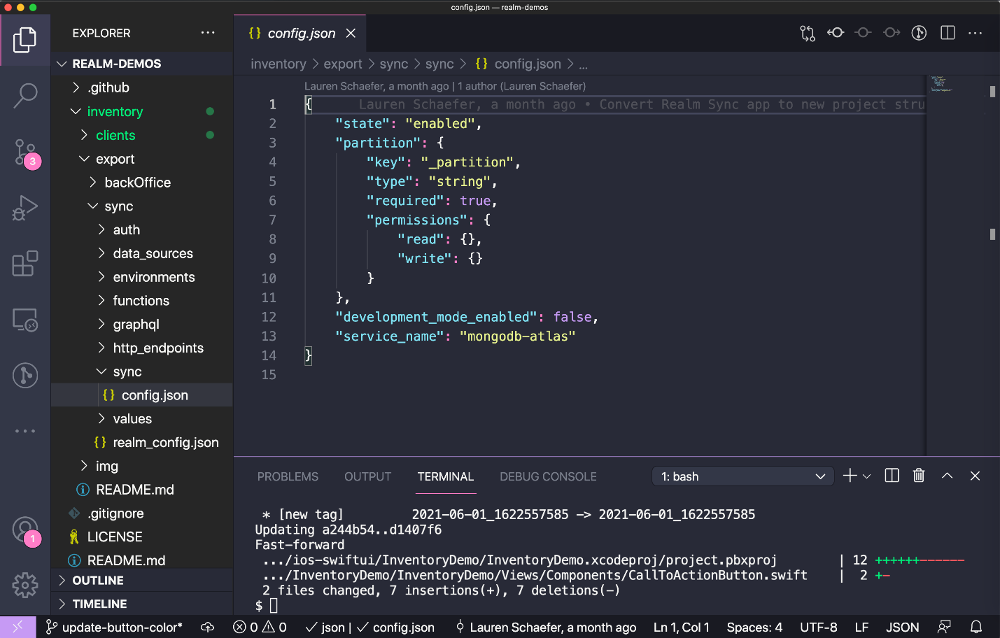 config.json — realm-demos
EXPLORER
config.json
REALM-DEMOS
.github
inventory
clients
export
backOffice
sync
auth
data_sources
environments
functions
graphql
http_endpoints
sync
config.json
values
realm_config.json
img
README.md
.gitignore
LICENSE
README.md
OUTLINE
TIMELINE
3
1
inventory > export > sync > sync > {} config.json > ...
Lauren Schaefer, a month ago | 1 author (Lauren Schaefer)
1 { Lauren Schaefer, a month ago • Convert Realm Sync app to new project stru
2 "state": "enabled",
3 "partition": {
4 "key": "_partition",
5 "type": "string",
6 "required": true,
7 "permissions": {
8 "read": {},
9 "write": {}
10 }
11 },
12 "development_mode_enabled": false,
13 "service_name": "mongodb-atlas"
14 }
15
PROBLEMS OUTPUT TERMINAL DEBUG CONSOLE 1: bash
* [new tag] 2021-06-01_1622557585 -> 2021-06-01_1622557585
Updating a244b54..d1407f6
Fast-forward
.../ios-swiftui/InventoryDemo/InventoryDemo.xcodeproj/project.pbxproj | 12 ++++++------
.../InventoryDemo/InventoryDemo/Views/Components/CallToActionButton.swift | 2 +-
2 files changed, 7 insertions(+), 7 deletions(-)
$
update-button-color* 0 0 ✓ json | ✓ config.json Lauren Schaefer, a month ago Ln 1, Col 1 Spaces: 4 UTF-8 LF JSON